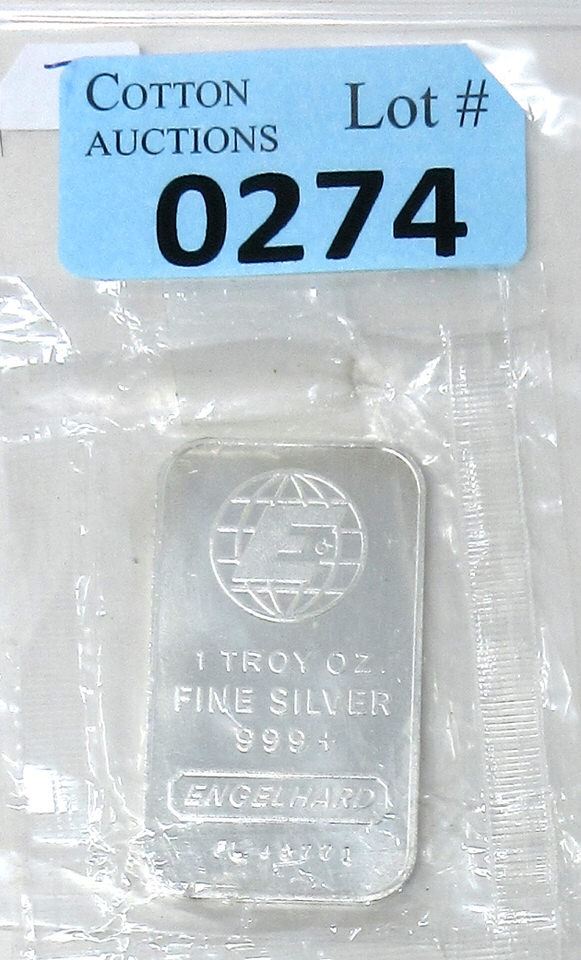 COTTON
AUCTIONS
Lot #
0274
E
1 TROY OZ.
FINE SILVER
999+
ENGELHARD